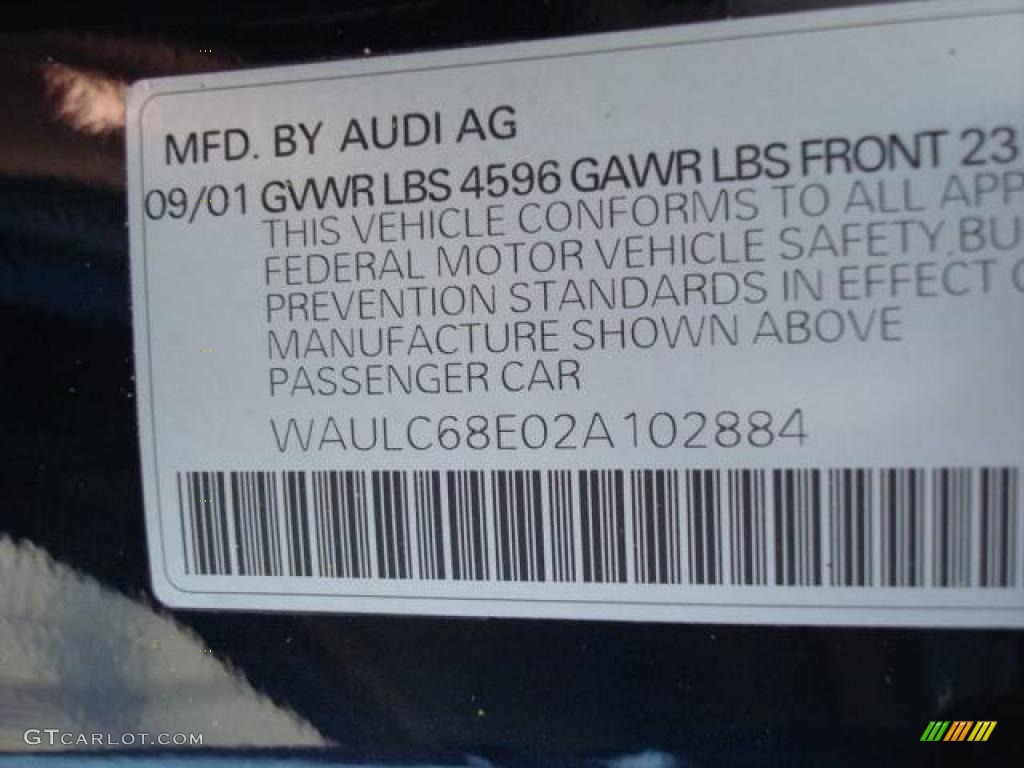 MFD. BY AUDI AG
09/01 GVWR LBS 4596 GAWR LBS FRONT 23
THIS VEHICLE CONFORMS TO ALL APP
FEDERAL MOTOR VEHICLE SAFETY, BU
PREVENTION STANDARDS IN EFFECT O
MANUFACTURE SHOWN ABOVE
PASSENGER CAR
WAULC68E02A102884
GTCARLOT.COM